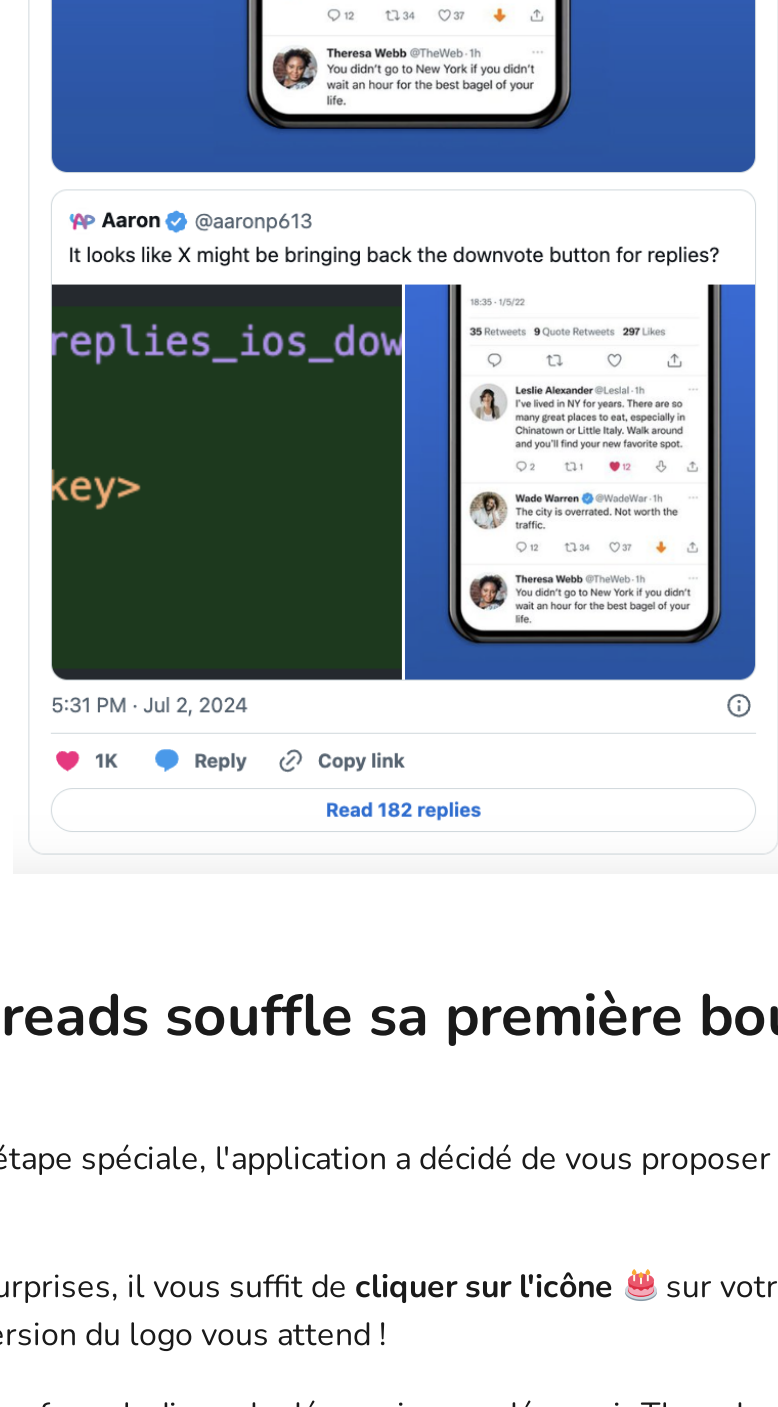 12 34 37
Theresa Webb @TheWeb · 1h ···
You didn't go to New York if you didn't
wait an hour for the best bagel of your
life.
Aaron @aaronp613
It looks like X might be bringing back the downvote button for replies?
replies_ios_dow
key>
18:35 · 1/5/22
35 Retweets 9 Quote Retweets 297 Likes
Leslie Alexander @Leslal · 1h ···
I've lived in NY for years. There are so
many great places to eat, especially in
Chinatown or Little Italy. Walk around
and you'll find your new favorite spot.
2 1 12
Wade Warren @WadeWar · 1h ···
The city is overrated. Not worth the
traffic.
12 34 37
Theresa Webb @TheWeb · 1h ···
You didn't go to New York if you didn't
wait an hour for the best bagel of your
life.
5:31 PM · Jul 2, 2024
1K Reply Copy link
Read 182 replies
reads souffle sa première bou
étape spéciale, l'application a décidé de vous proposer
urprises, il vous suffit de cliquer sur l'icône 🎂 sur votr
ersion du logo vous attend !